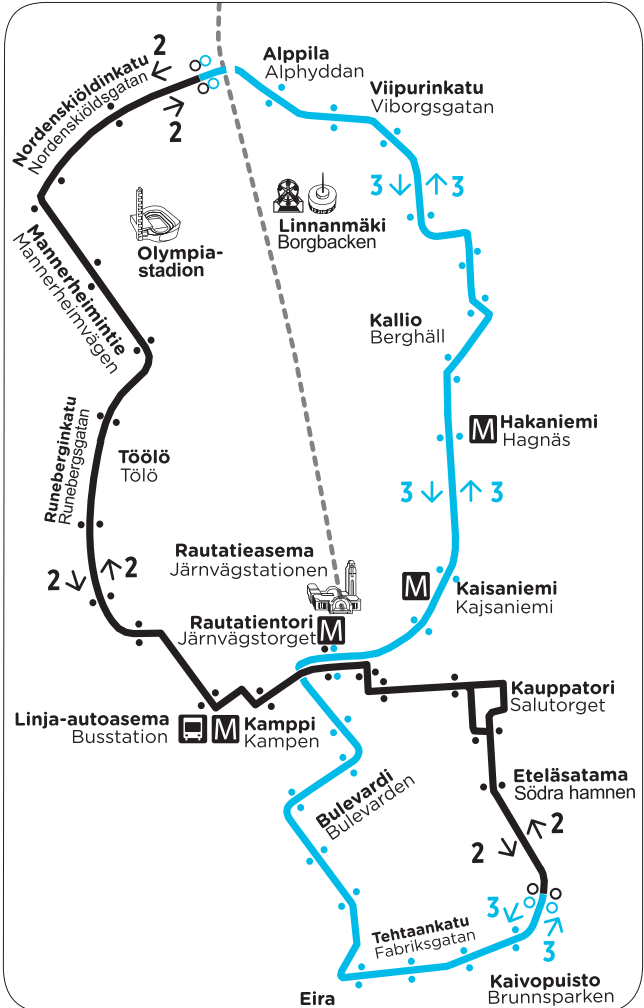 2
Alppila
Alphyddan
Viipurinkatu
Viborgsgatan
2
Nordenskiöldinkatu
Nordenskiöldsgatan
3
3
Linnanmäki
Borgbacken
Olympia-
stadion
Mannerheimintie
Mannerheimvägen
Kallio
Berghäll
M
Hakaniemi
Hagnäs
Runeberginkatu
Runebergsgatan
Töölö
Tölö
3
3
Rautatieasema
Järnvägstationen
2
2
M
Kaisaniemi
Kajsaniemi
Rautatientori
Järnvägstorget
M
Kauppatori
Salutorget
Linja-autoasema
Busstation
M
Kamppi
Kampen
Bulevardi
Bulevarden
Eteläsatama
Södra hamnen
2
2
3
3
Tehtaankatu
Fabriksgatan
Kaivopuisto
Brunnsparken
Eira